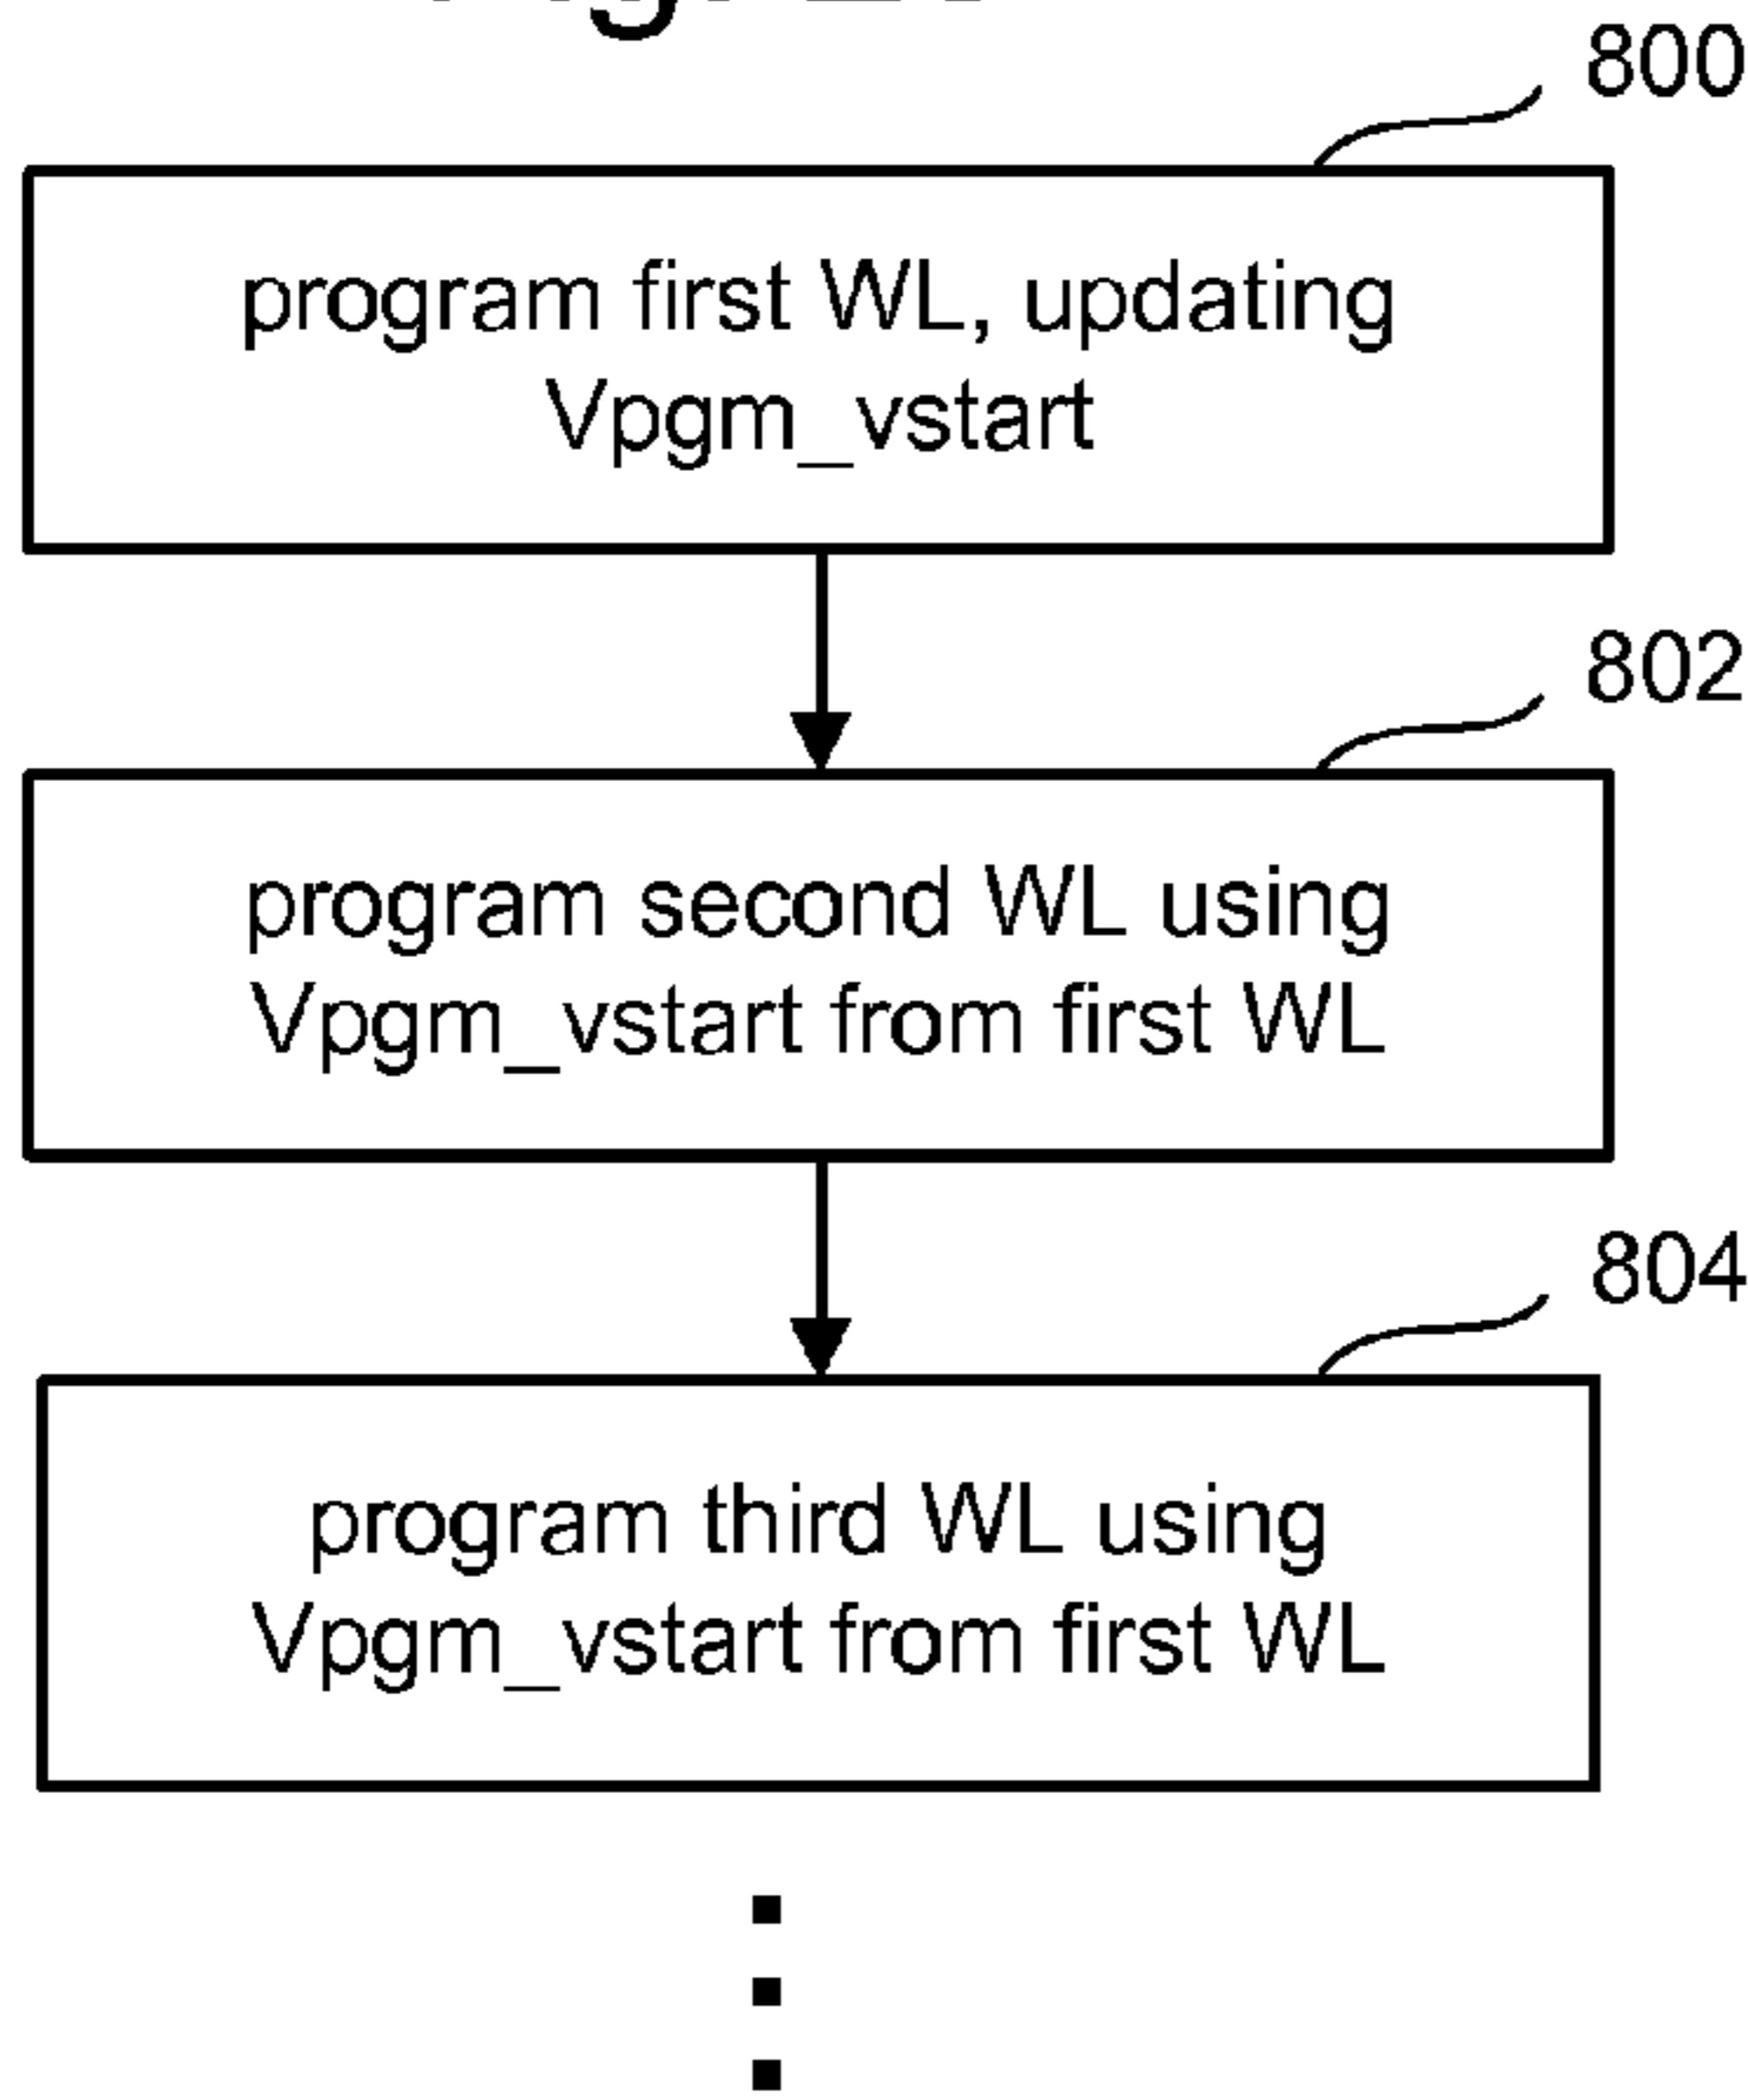 800
program first WL, updating
Vpgm_vstart
802
program second WL using
Vpgm_vstart from first WL
804
program third WL using
Vpgm_vstart from first WL